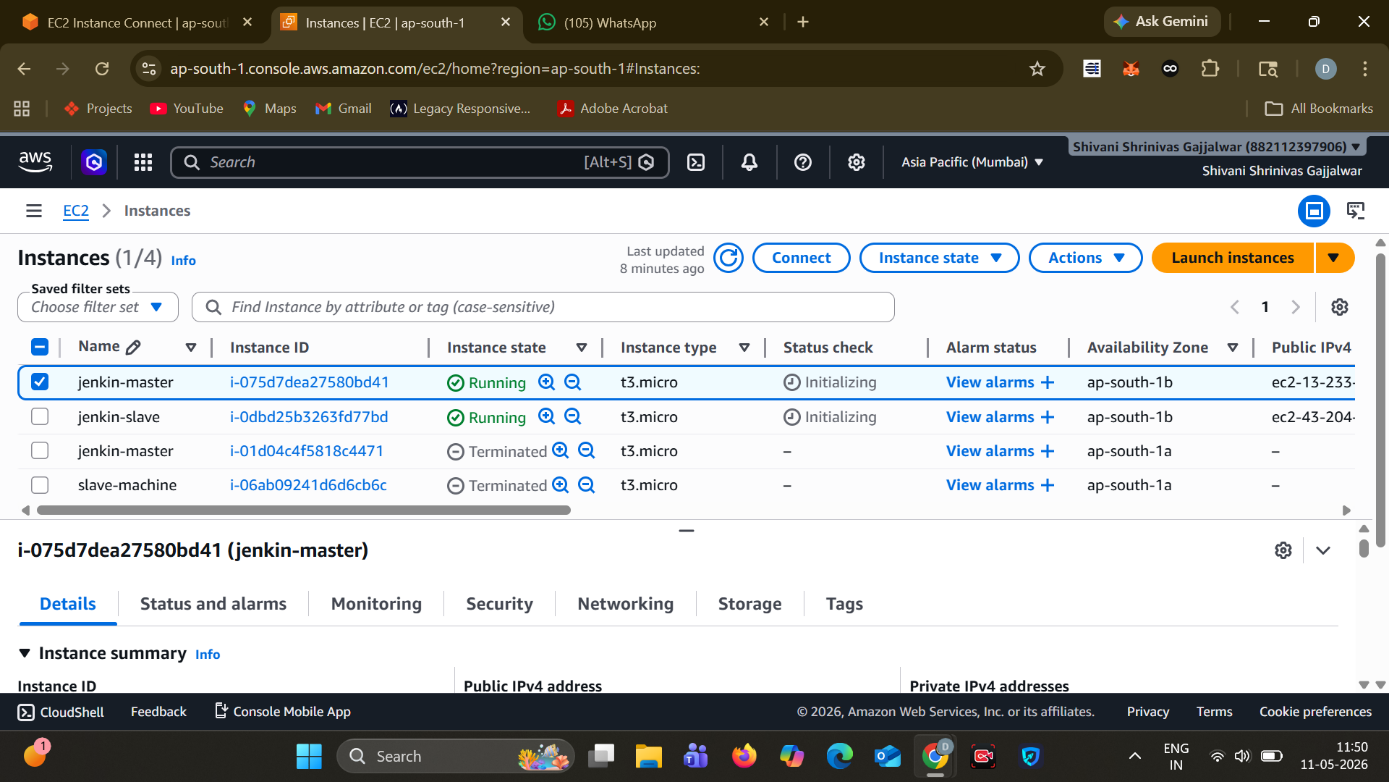 EC2 Instance Connect | ap-sout
Instances | EC2 | ap-south-1
(105) WhatsApp
Ask Gemini
ap-south-1.console.aws.amazon.com/ec2/home?region=ap-south-1#Instances:
D
Projects
YouTube
Maps
Gmail
Legacy Responsive...
Adobe Acrobat
All Bookmarks
aws
Search
[Alt+S]
Asia Pacific (Mumbai)
Shivani Shrinivas Gajjalwar (882112397906)
Shivani Shrinivas Gajjalwar
EC2
Instances
Instances (1/4) Info
Last updated
8 minutes ago
Connect
Instance state
Actions
Launch instances
Saved filter sets
Choose filter set
Find Instance by attribute or tag (case-sensitive)
1
Name Instance ID Instance state Instance type Status check Alarm status Availability Zone Public IPv4
jenkin-master i-075d7dea27580bd41 Running t3.micro Initializing View alarms + ap-south-1b ec2-13-233-
jenkin-slave i-0dbd25b3263fd77bd Running t3.micro Initializing View alarms + ap-south-1b ec2-43-204-
jenkin-master i-01d04c4f5818c4471 Terminated t3.micro – View alarms + ap-south-1a –
slave-machine i-06ab09241d6d6cb6c Terminated t3.micro – View alarms + ap-south-1a –
i-075d7dea27580bd41 (jenkin-master)
Details
Status and alarms
Monitoring
Security
Networking
Storage
Tags
Instance summary Info
Instance ID
Public IPv4 address
Private IPv4 addresses
CloudShell
Feedback
Console Mobile App
© 2026, Amazon Web Services, Inc. or its affiliates.
Privacy
Terms
Cookie preferences
1
Search
D
ENG
IN
11:50
11-05-2026